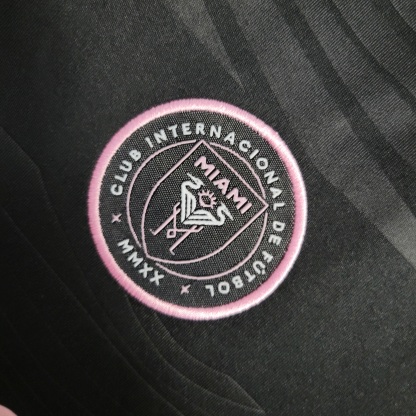 CLUB INTERNACIONAL DE FÚTBOL
MIAMI
× MMXX ×